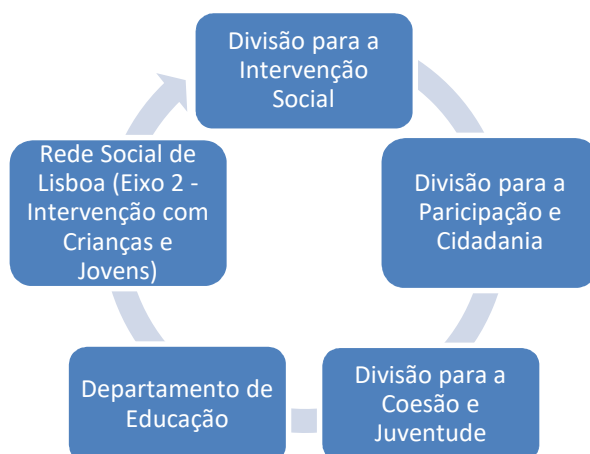 Divisão para a
Intervenção
Social
Divisão para a
Paricipação e
Cidadania
Divisão para a
Coesão e
Juventude
Departamento de
Educação
Rede Social de
Lisboa (Eixo 2 -
Intervenção com
Crianças e
Jovens)